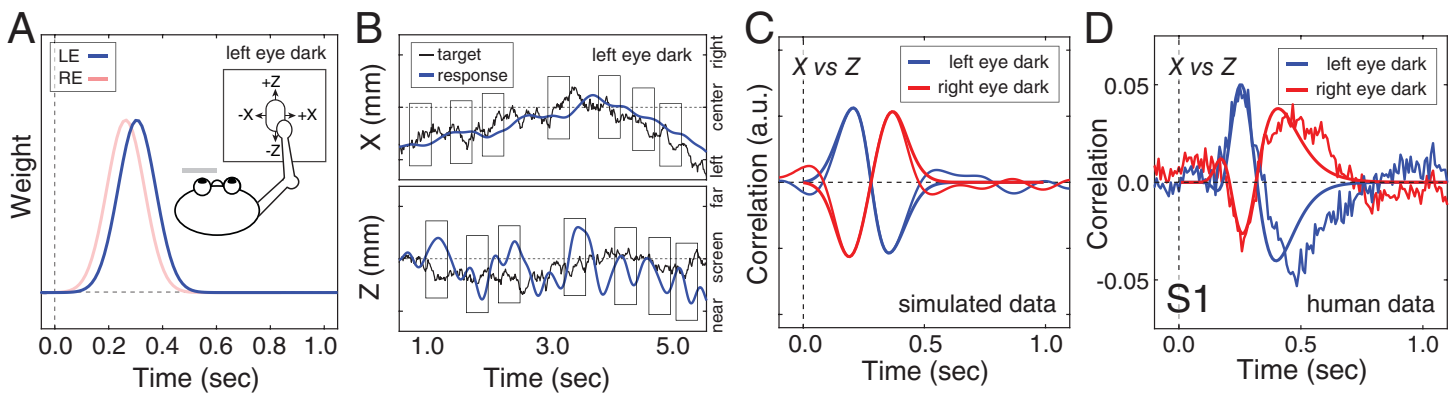 A
LE
RE
left eye dark
+Z
-X
+X
-Z
Weight
0.0
0.2
0.4
0.6
0.8
1.0
Time (sec)
B
target
response
left eye dark
X (mm)
right
center
left
Z (mm)
far
screen
near
1.0
3.0
5.0
Time (sec)
C
X vs Z
left eye dark
right eye dark
Correlation (a.u.)
simulated data
0.0
0.5
1.0
Time (sec)
D
X vs Z
left eye dark
right eye dark
Correlation
0.05
0.0
-0.05
S1
human data
0.0
0.5
1.0
Time (sec)